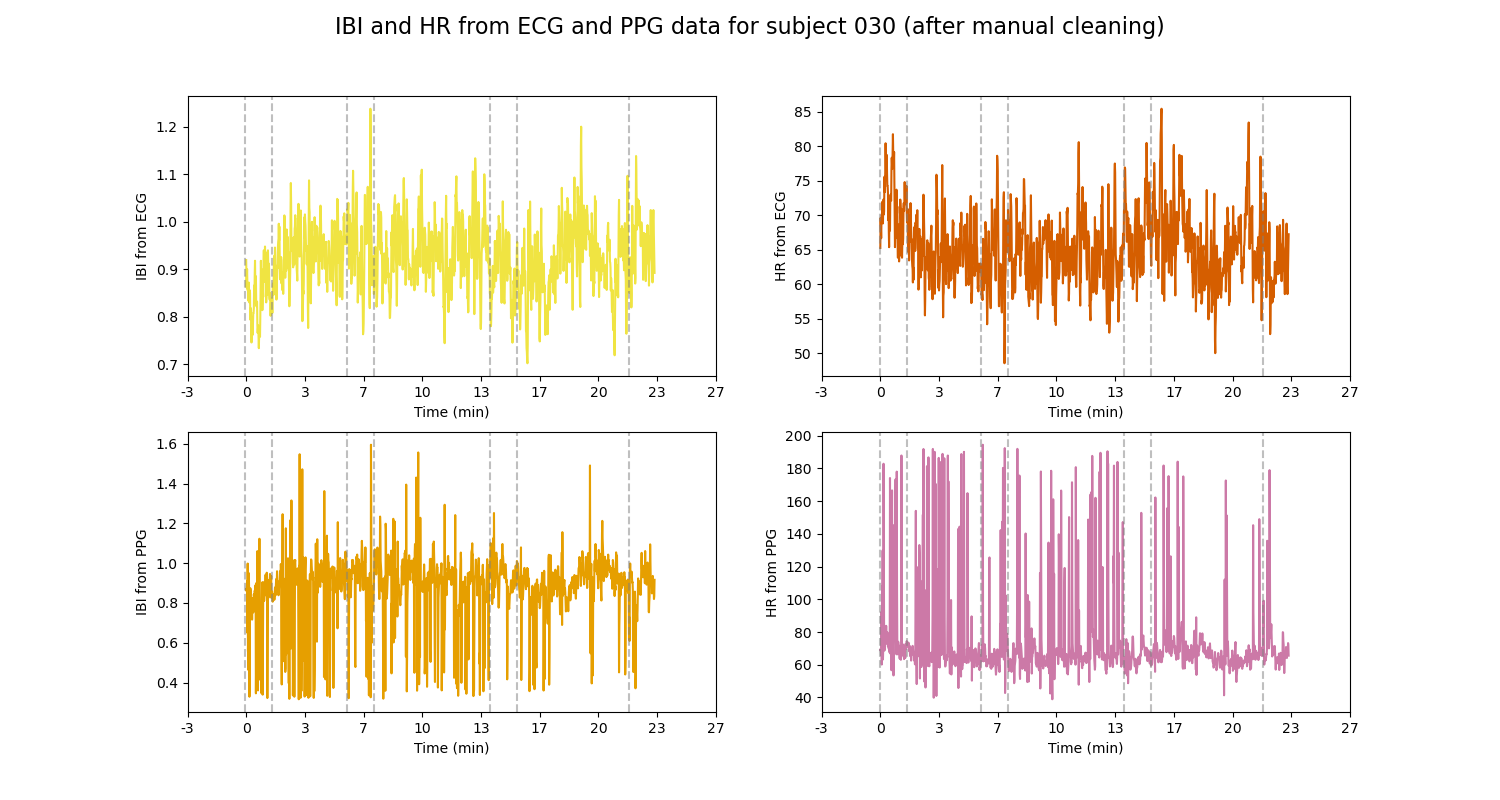 IBI and HR from ECG and PPG data for subject 030 (after manual cleaning)
IBI from ECG
1.2
1.1
1.0
0.9
0.8
0.7
-3 0 3 7 10 13 17 20 23 27
Time (min)
HR from ECG
85
80
75
70
65
60
55
50
-3 0 3 7 10 13 17 20 23 27
Time (min)
IBI from PPG
1.6
1.4
1.2
1.0
0.8
0.6
0.4
-3 0 3 7 10 13 17 20 23 27
Time (min)
HR from PPG
200
180
160
140
120
100
80
60
40
-3 0 3 7 10 13 17 20 23 27
Time (min)